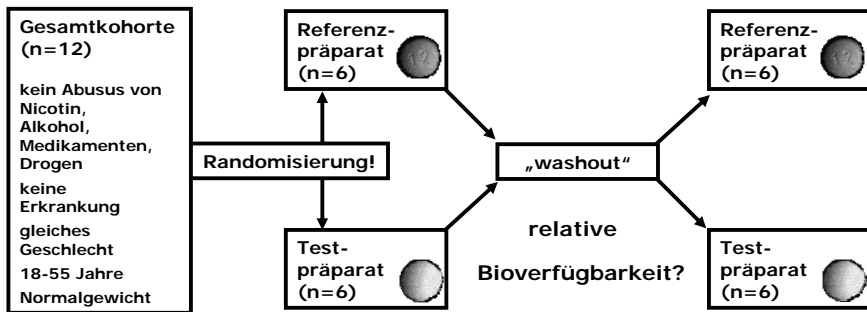 Gesamtkohorte
(n=12)
kein Abusus von
Nicotin,
Alkohol,
Medikamenten,
Drogen
keine
Erkrankung
gleiches
Geschlecht
18-55 Jahre
Normalgewicht
Randomisierung!
Referenz-
präparat
(n=6)
Test-
präparat
(n=6)
„washout“
relative
Bioverfügbarkeit?
Referenz-
präparat
(n=6)
Test-
präparat
(n=6)